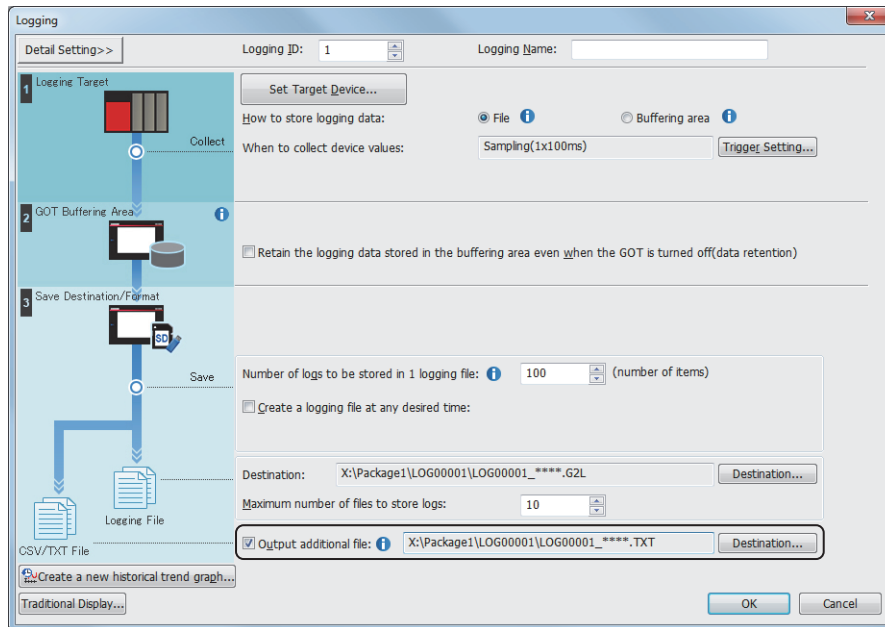 Logging
Detail Setting>>
Logging ID: 1 Logging Name:
1 Logging Target
Set Target Device...
How to store logging data: File Buffering area
Collect
When to collect device values: Sampling(1x100ms) Trigger Setting...
2 GOT Buffering Area
Retain the logging data stored in the buffering area even when the GOT is turned off(data retention)
3 Save Destination/Format
SD
Save
Number of logs to be stored in 1 logging file: 100 (number of items)
Create a logging file at any desired time:
Destination: X:\Package1\LOG00001\LOG00001_****.G2L Destination...
Maximum number of files to store logs: 10
Logging File
CSV/TXT File
Output additional file: X:\Package1\LOG00001\LOG00001_****.TXT Destination...
Create a new historical trend graph...
Traditional Display...
OK Cancel